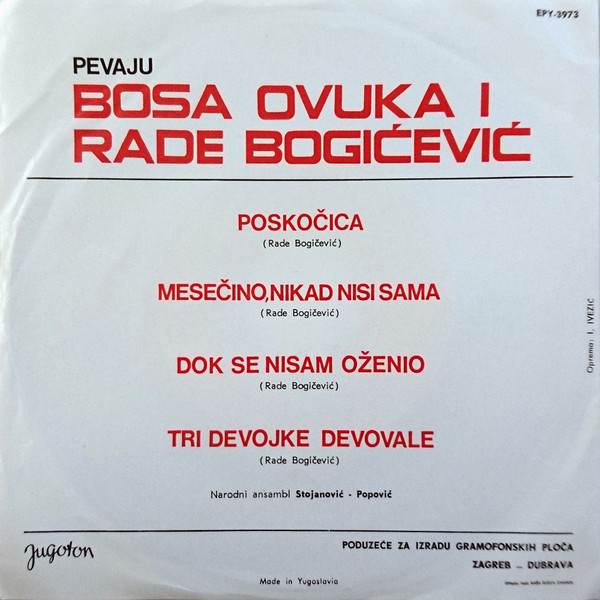 EPY-3973
PEVAJU
BOSA OVUKA I
RADE BOGIĆEVIĆ
POSKOČICA
(Rade Bogičević)
MESEČINO,NIKAD NISI SAMA
(Rade Bogičević)
DOK SE NISAM OŽENIO
(Rade Bogičević)
TRI DEVOJKE DEVOVALE
(Rade Bogičević)
Narodni ansambl Stojanović - Popović
Oprema: I. IVEZIĆ
Jugoton
PODUZEĆE ZA IZRADU GRAMOFONSKIH PLOČA
ZAGREB - DUBRAVA
Made in Yugoslavia